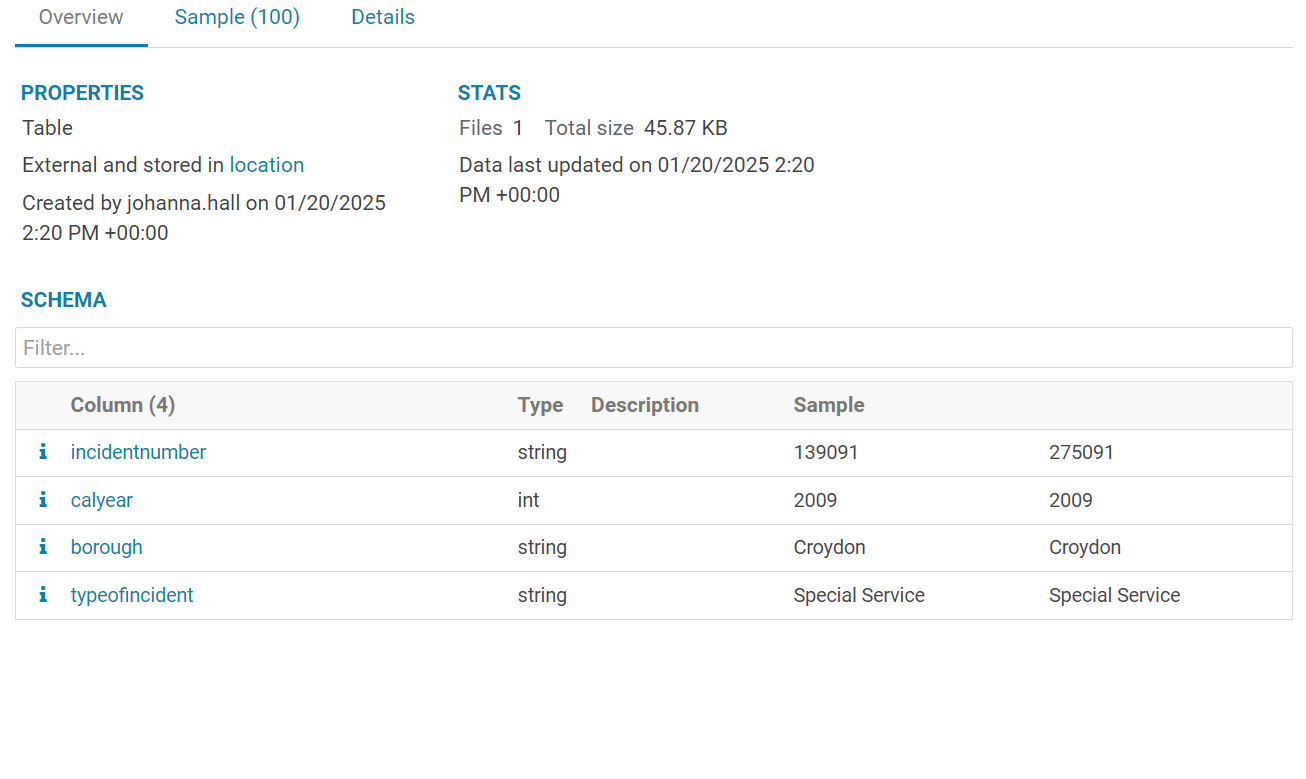 Overview Sample (100) Details
PROPERTIES
Table
External and stored in location
Created by johanna.hall on 01/20/2025
2:20 PM +00:00
STATS
Files 1 Total size 45.87 KB
Data last updated on 01/20/2025 2:20
PM +00:00
SCHEMA
Filter...
Column (4) Type Description Sample
i incidentnumber string 139091 275091
i calyear int 2009 2009
i borough string Croydon Croydon
i typeofincident string Special Service Special Service